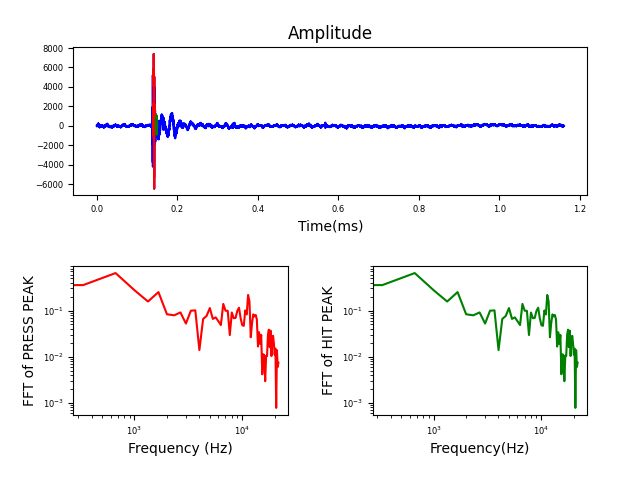 Amplitude
8000
6000
4000
2000
0
−2000
−4000
−6000
0.0 0.2 0.4 0.6 0.8 1.0 1.2
Time(ms)
FFT of PRESS PEAK
10⁻¹
10⁻²
10⁻³
10³ 10⁴
Frequency (Hz)
FFT of HIT PEAK
10⁻¹
10⁻²
10⁻³
10³ 10⁴
Frequency(Hz)